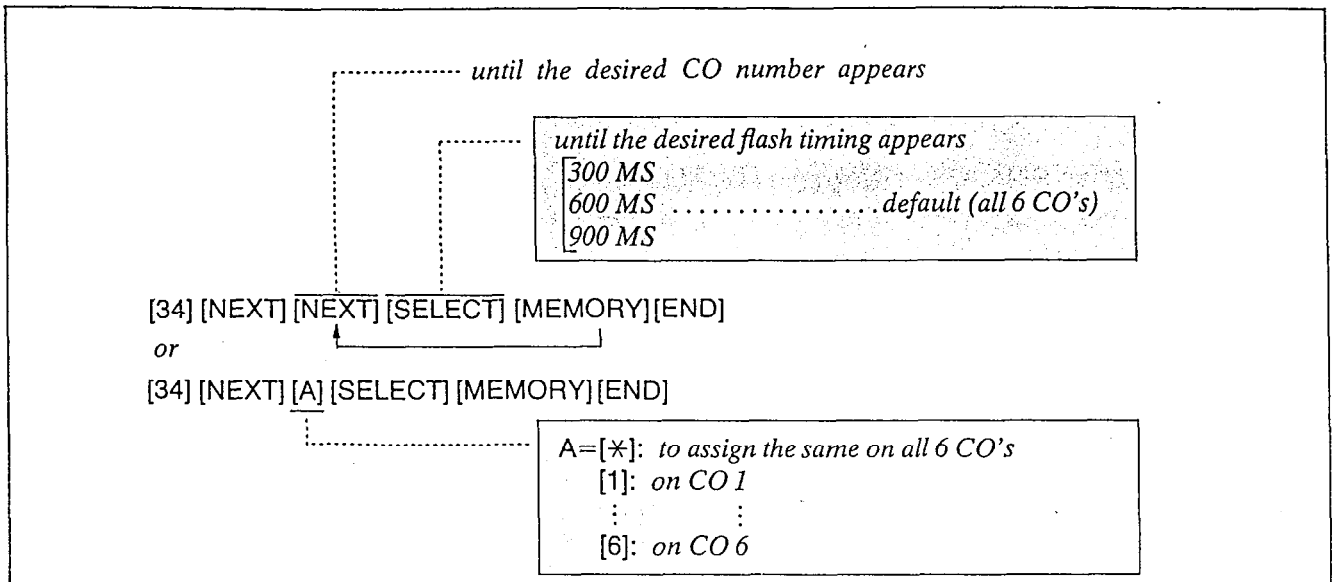 until the desired CO number appears
until the desired flash timing appears
300 MS
600 MS .................default (all 6 CO's)
900 MS
[34] [NEXT] [NEXT] [SELECT] [MEMORY] [END]
or
[34] [NEXT] [A] [SELECT] [MEMORY] [END]
A=[*]: to assign the same on all 6 CO's
[1]: on CO 1
⋮ ⋮
[6]: on CO 6